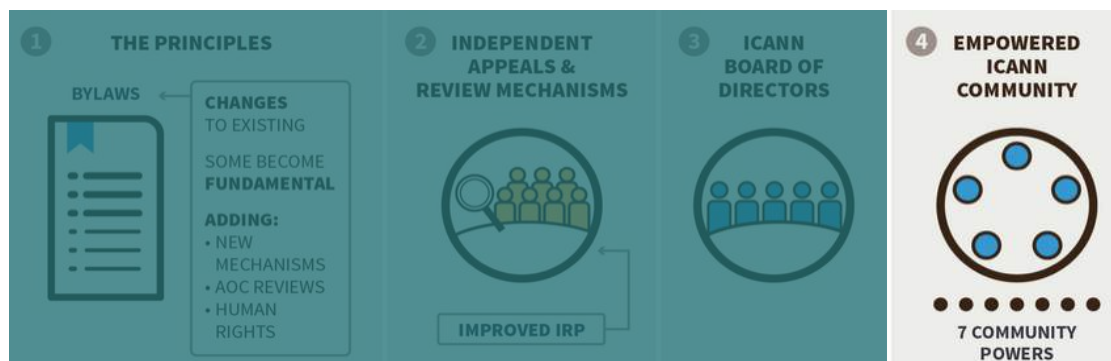 1 THE PRINCIPLES
BYLAWS
CHANGES
TO EXISTING
SOME BECOME
FUNDAMENTAL
ADDING:
• NEW
MECHANISMS
• AOC REVIEWS
• HUMAN
RIGHTS
2 INDEPENDENT
APPEALS &
REVIEW MECHANISMS
IMPROVED IRP
3 ICANN
BOARD OF
DIRECTORS
4 EMPOWERED
ICANN
COMMUNITY
7 COMMUNITY
POWERS